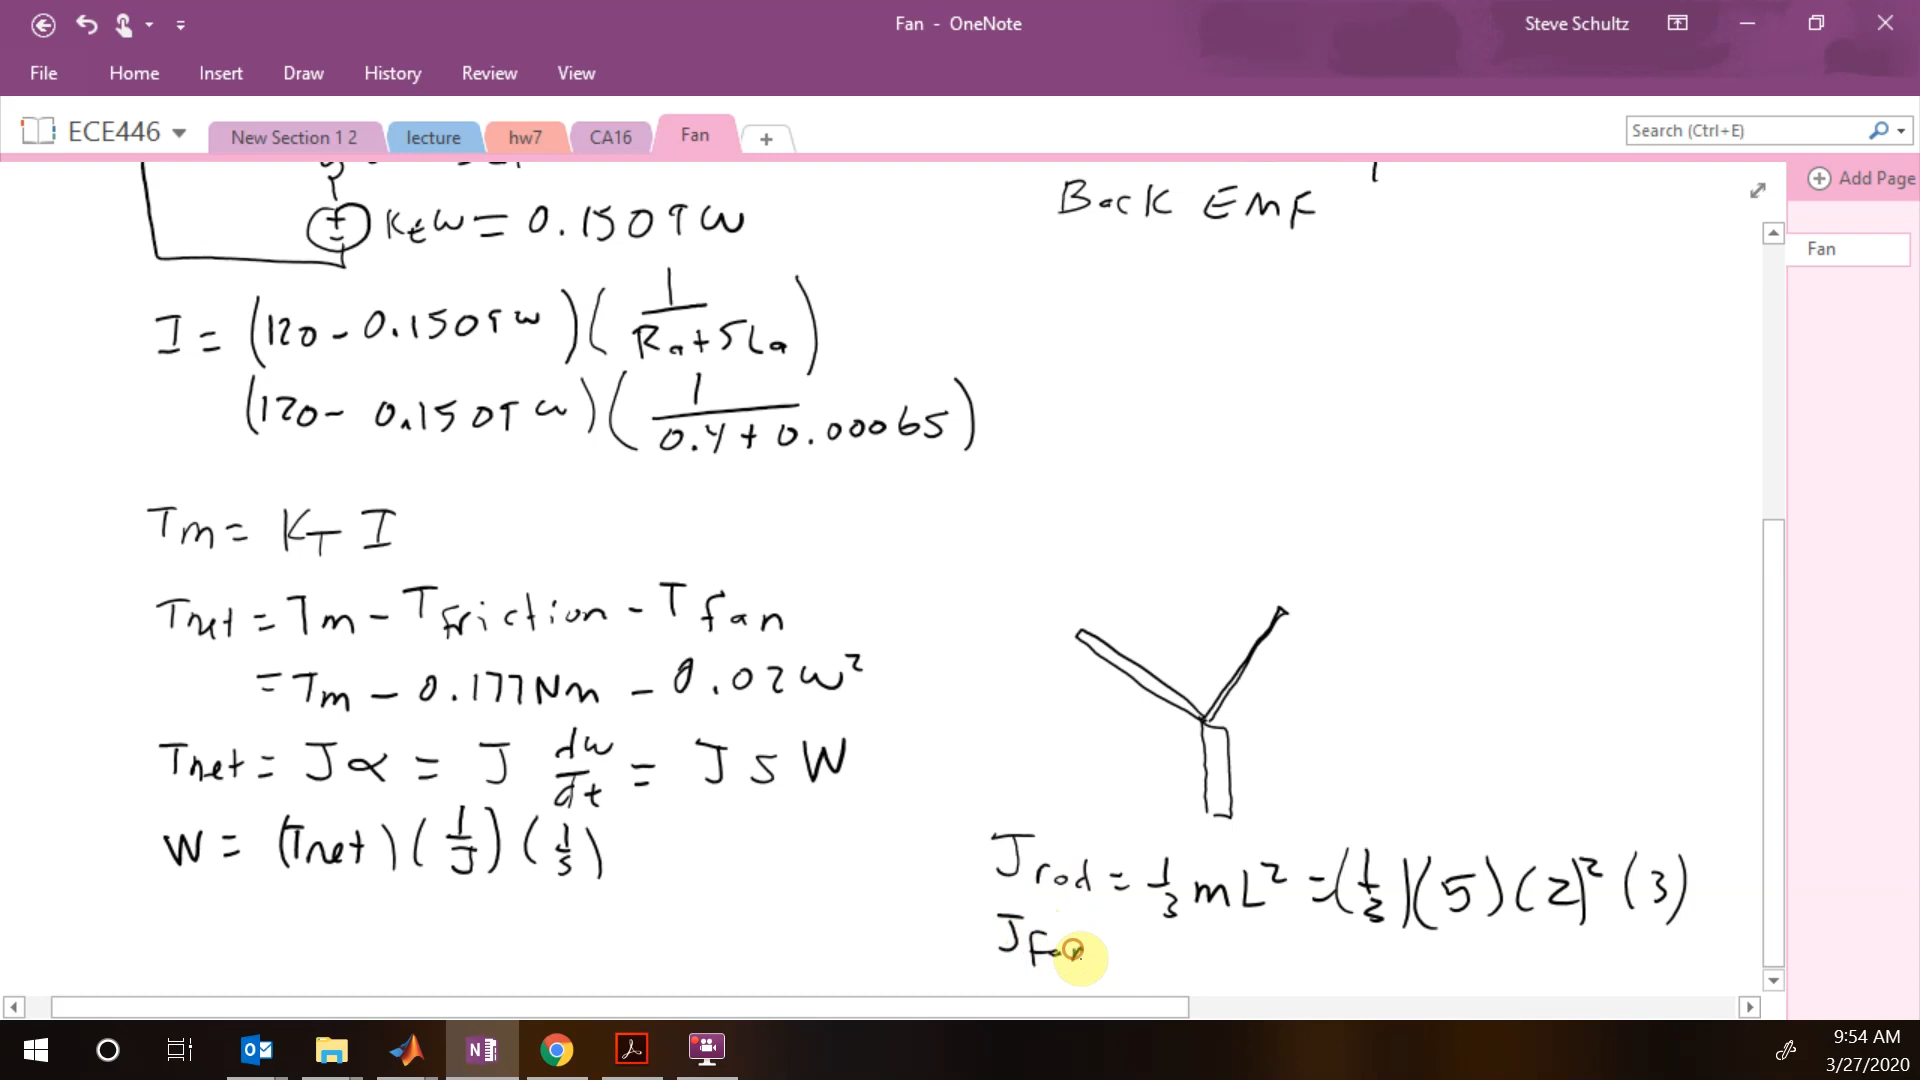 Fan - OneNote
Steve Schultz
File Home Insert Draw History Review View
ECE446 New Section 1 2 lecture hw7 CA16 Fan
Search (Ctrl+E)
Add Page
Fan
KtW = 0.1509W
Back EMF
I = (120 - 0.1509w)(1/(Ra+SLa))
(120 - 0.1509w)(1/(0.4 + 0.0006S))
Tm = KT I
Tnet = Tm - Tfriction - Tfan
= Tm - 0.177Nm - 0.02w²
Tnet = Jα = J dw/dt = J S W
W = (Tnet)(1/J)(1/s)
Jrod = 1/3 mL² = (1/3)(5)(2)²(3)
JFan
9:54 AM
3/27/2020